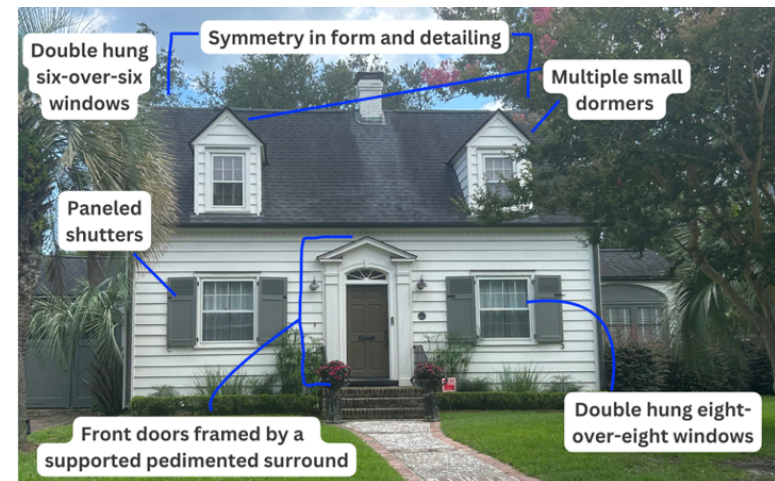 Symmetry in form and detailing
Double hung
six-over-six
windows
Multiple small
dormers
Paneled
shutters
Front doors framed by a
supported pedimented surround
Double hung eight-
over-eight windows